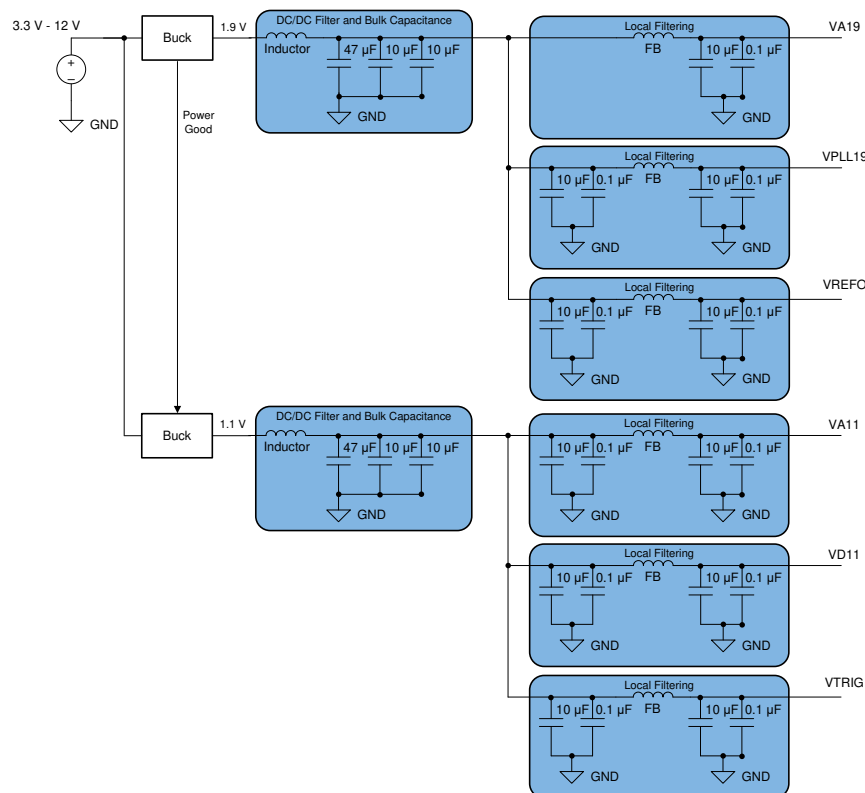 3.3 V - 12 V
Buck
1.9 V
DC/DC Filter and Bulk Capacitance
Inductor
47 µF
10 µF
10 µF
GND
GND
Power
Good
Local Filtering
FB
10 µF
0.1 µF
GND
VA19
Local Filtering
10 µF
0.1 µF
FB
10 µF
0.1 µF
GND
GND
VPLL19
Local Filtering
10 µF
0.1 µF
FB
10 µF
0.1 µF
GND
GND
VREFO
Buck
1.1 V
DC/DC Filter and Bulk Capacitance
Inductor
47 µF
10 µF
10 µF
GND
Local Filtering
10 µF
0.1 µF
FB
10 µF
0.1 µF
GND
GND
VA11
Local Filtering
10 µF
0.1 µF
FB
10 µF
0.1 µF
GND
GND
VD11
Local Filtering
10 µF
0.1 µF
FB
10 µF
0.1 µF
GND
GND
VTRIG